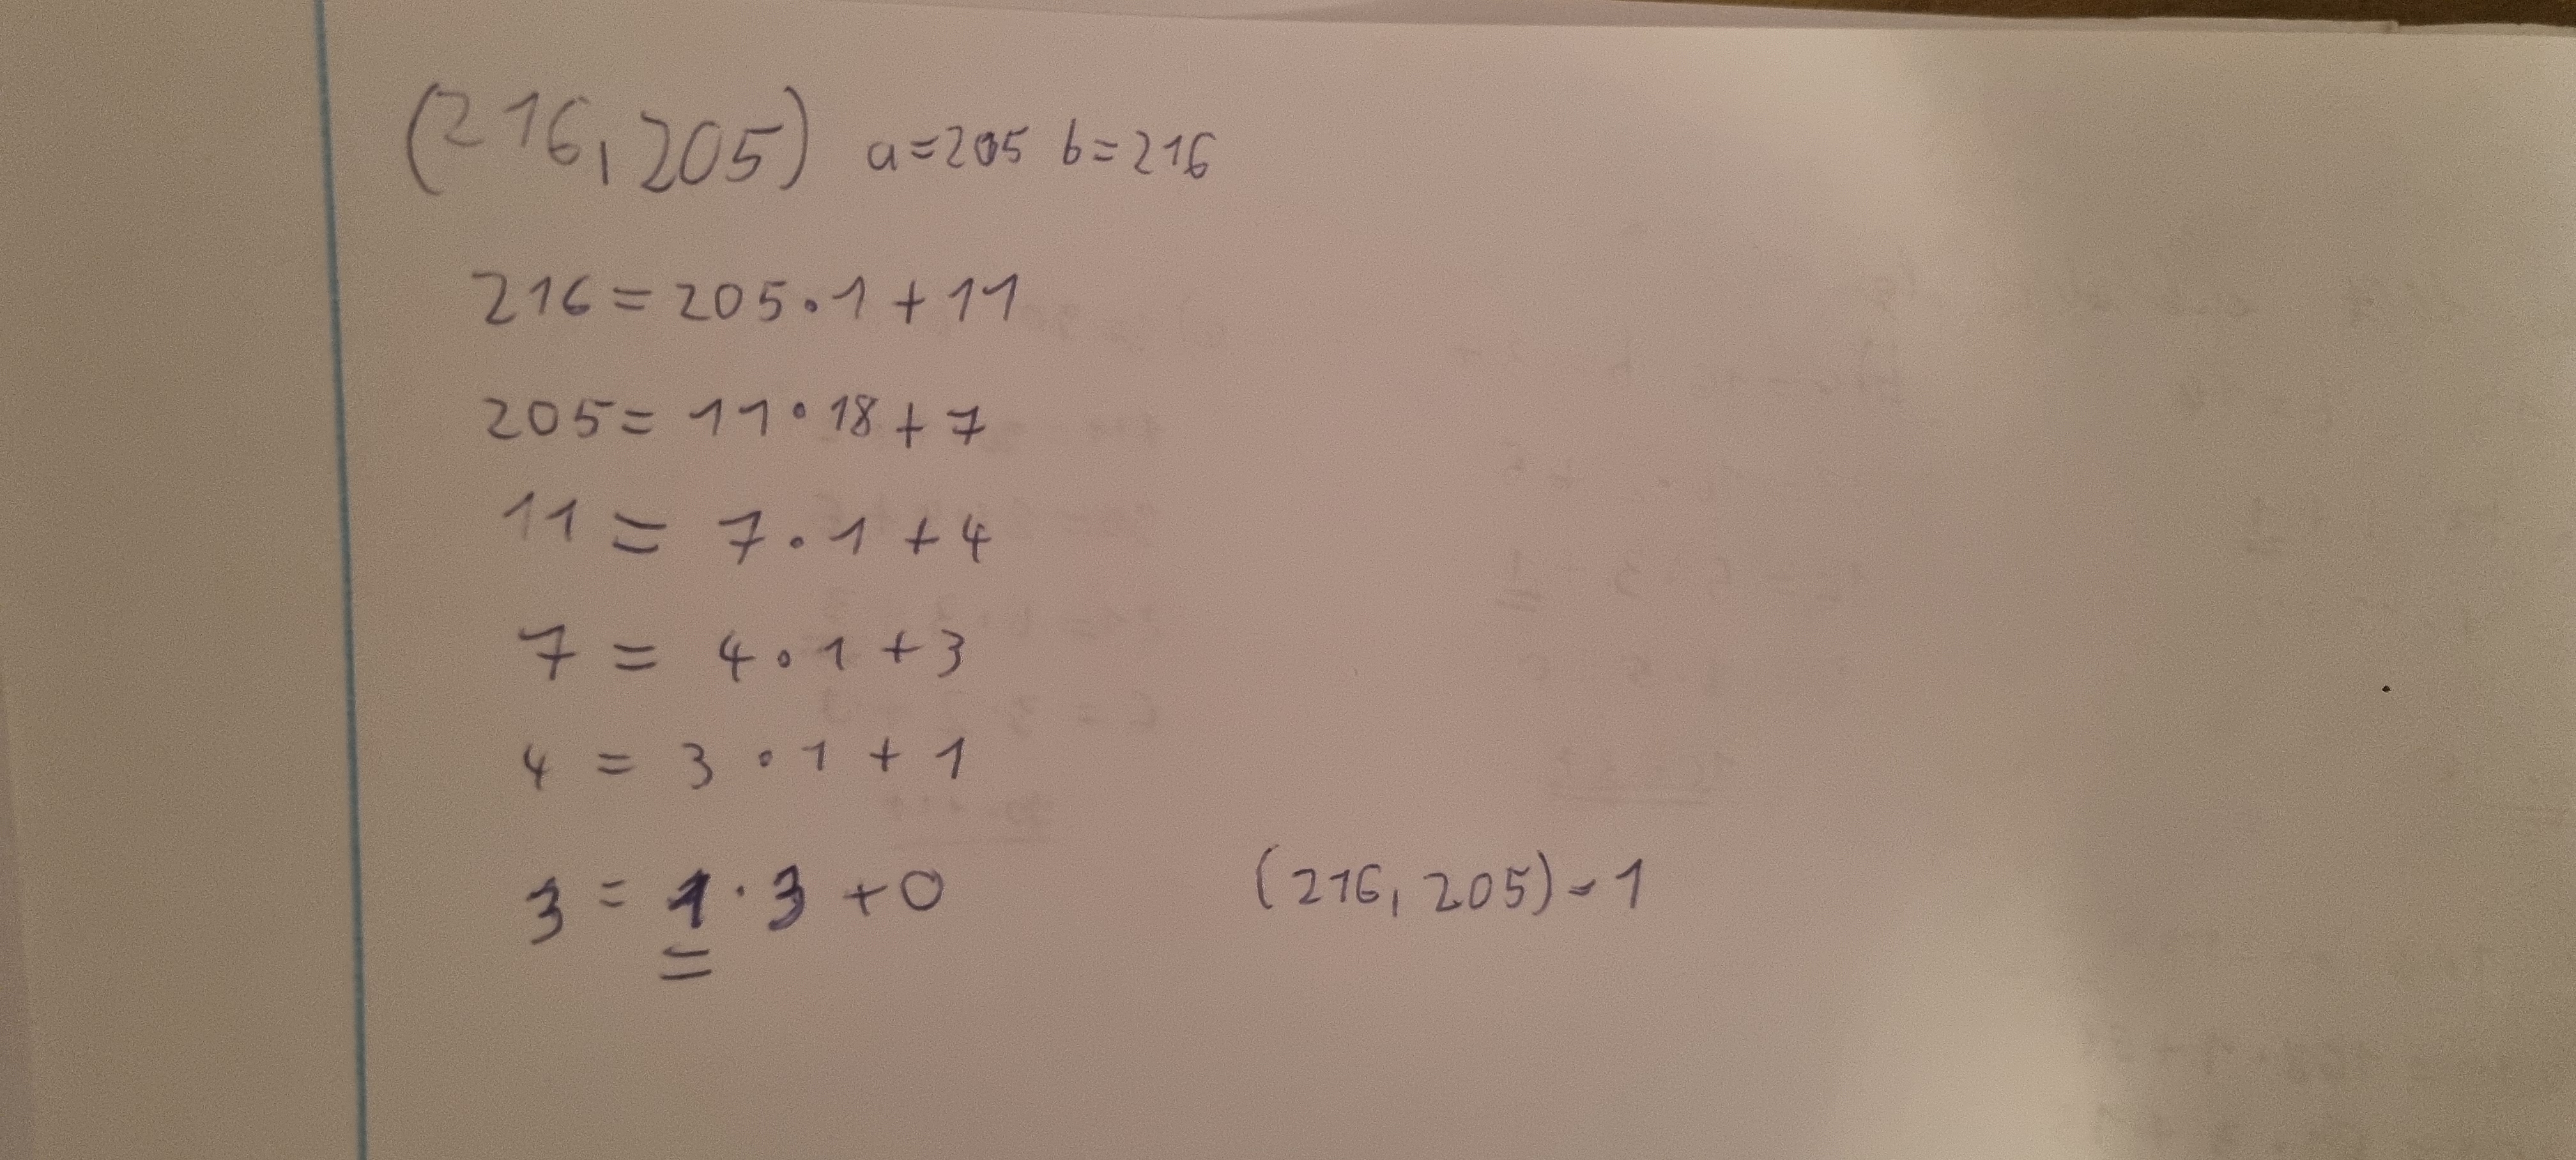 (216, 205) a=205 b=216
216 = 205 · 1 + 11
205 = 11 · 18 + 7
11 = 7 · 1 + 4
7 = 4 · 1 + 3
4 = 3 · 1 + 1
3 = 1 · 3 + 0 (216, 205) = 1